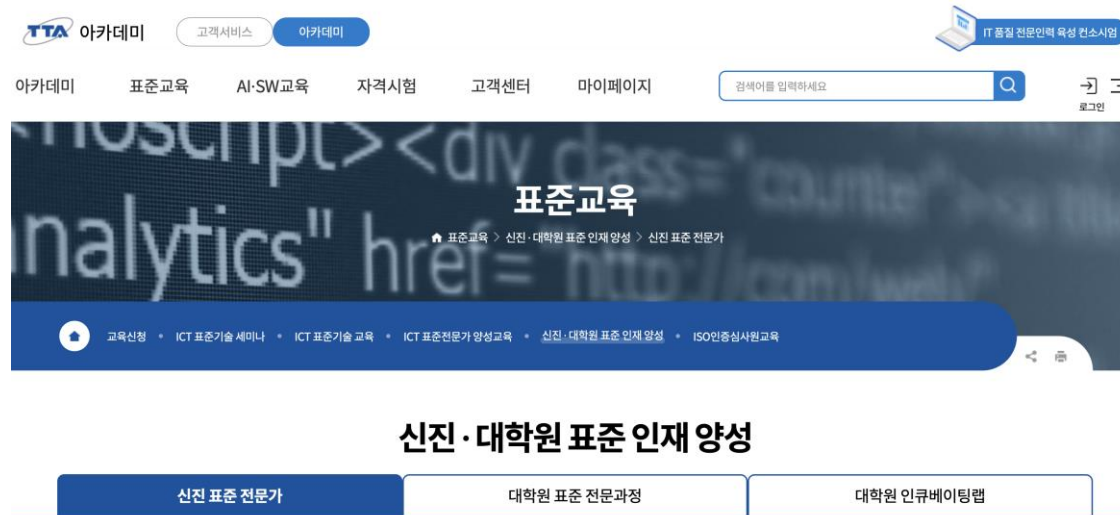 TTA 아카데미
고객서비스
아카데미
IT 품질 전문인력 육성 컨소시엄
아카데미
표준교육
AI·SW교육
자격시험
고객센터
마이페이지
검색어를 입력하세요
로그인
<noscript><div class="counter"><a
analytics" href="http://
표준교육
표준교육 > 신진·대학원 표준 인재 양성 > 신진 표준 전문가
교육신청 • ICT 표준기술 세미나 • ICT 표준기술 교육 • ICT 표준전문가 양성교육 • 신진·대학원 표준 인재 양성 • ISO인증심사원교육
신진·대학원 표준 인재 양성
신진 표준 전문가
대학원 표준 전문과정
대학원 인큐베이팅랩